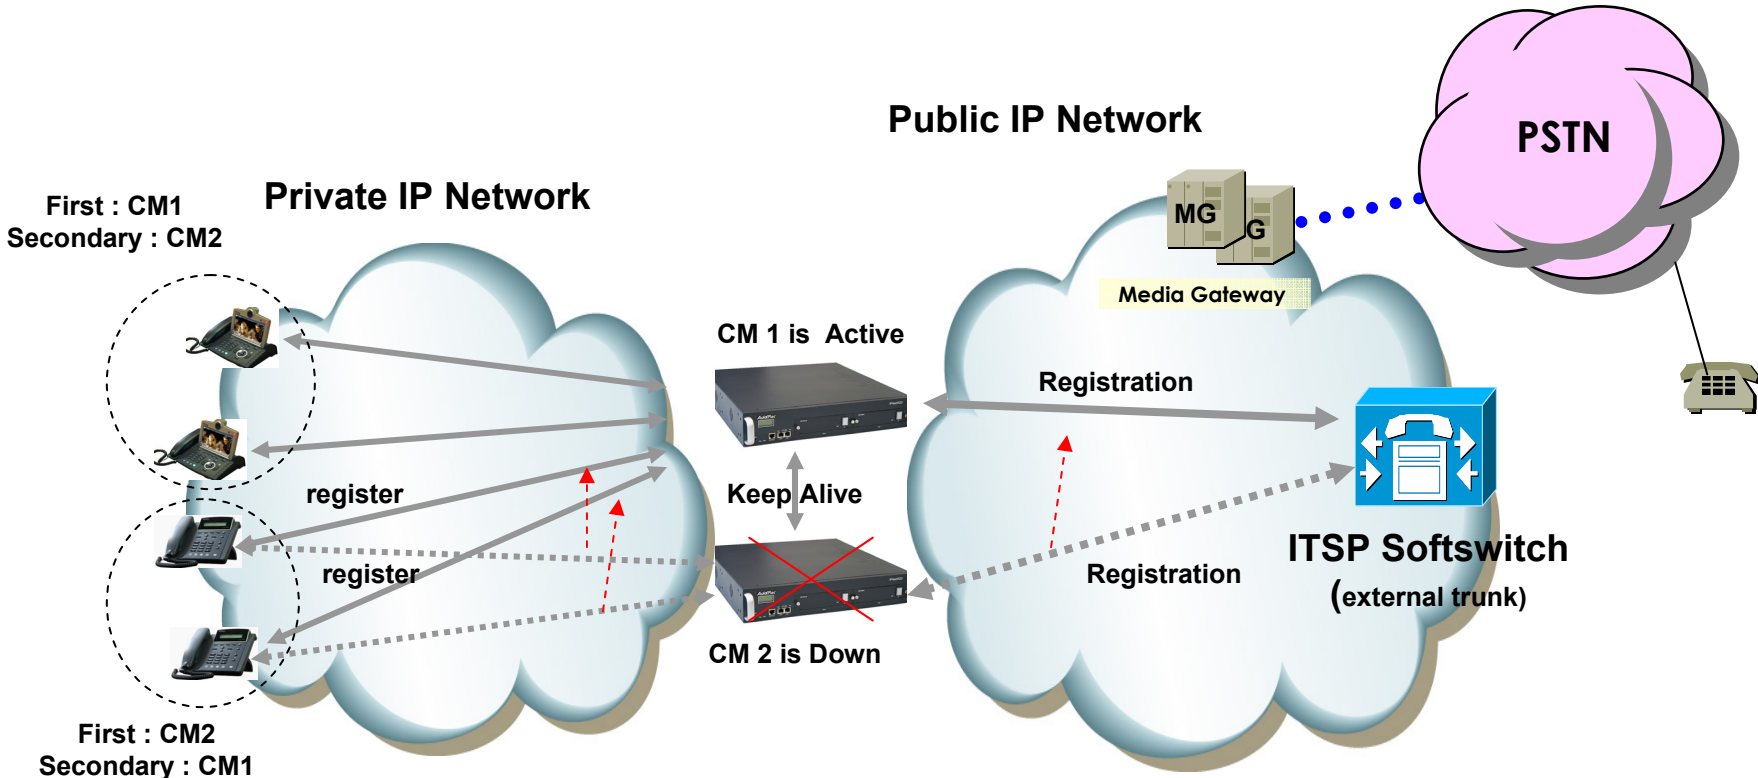 Public IP Network
PSTN
Private IP Network
First : CM1
Secondary : CM2
MG
G
Media Gateway
CM 1 is Active
Registration
register
Keep Alive
register
Registration
ITSP Softswitch
(external trunk)
CM 2 is Down
First : CM2
Secondary : CM1